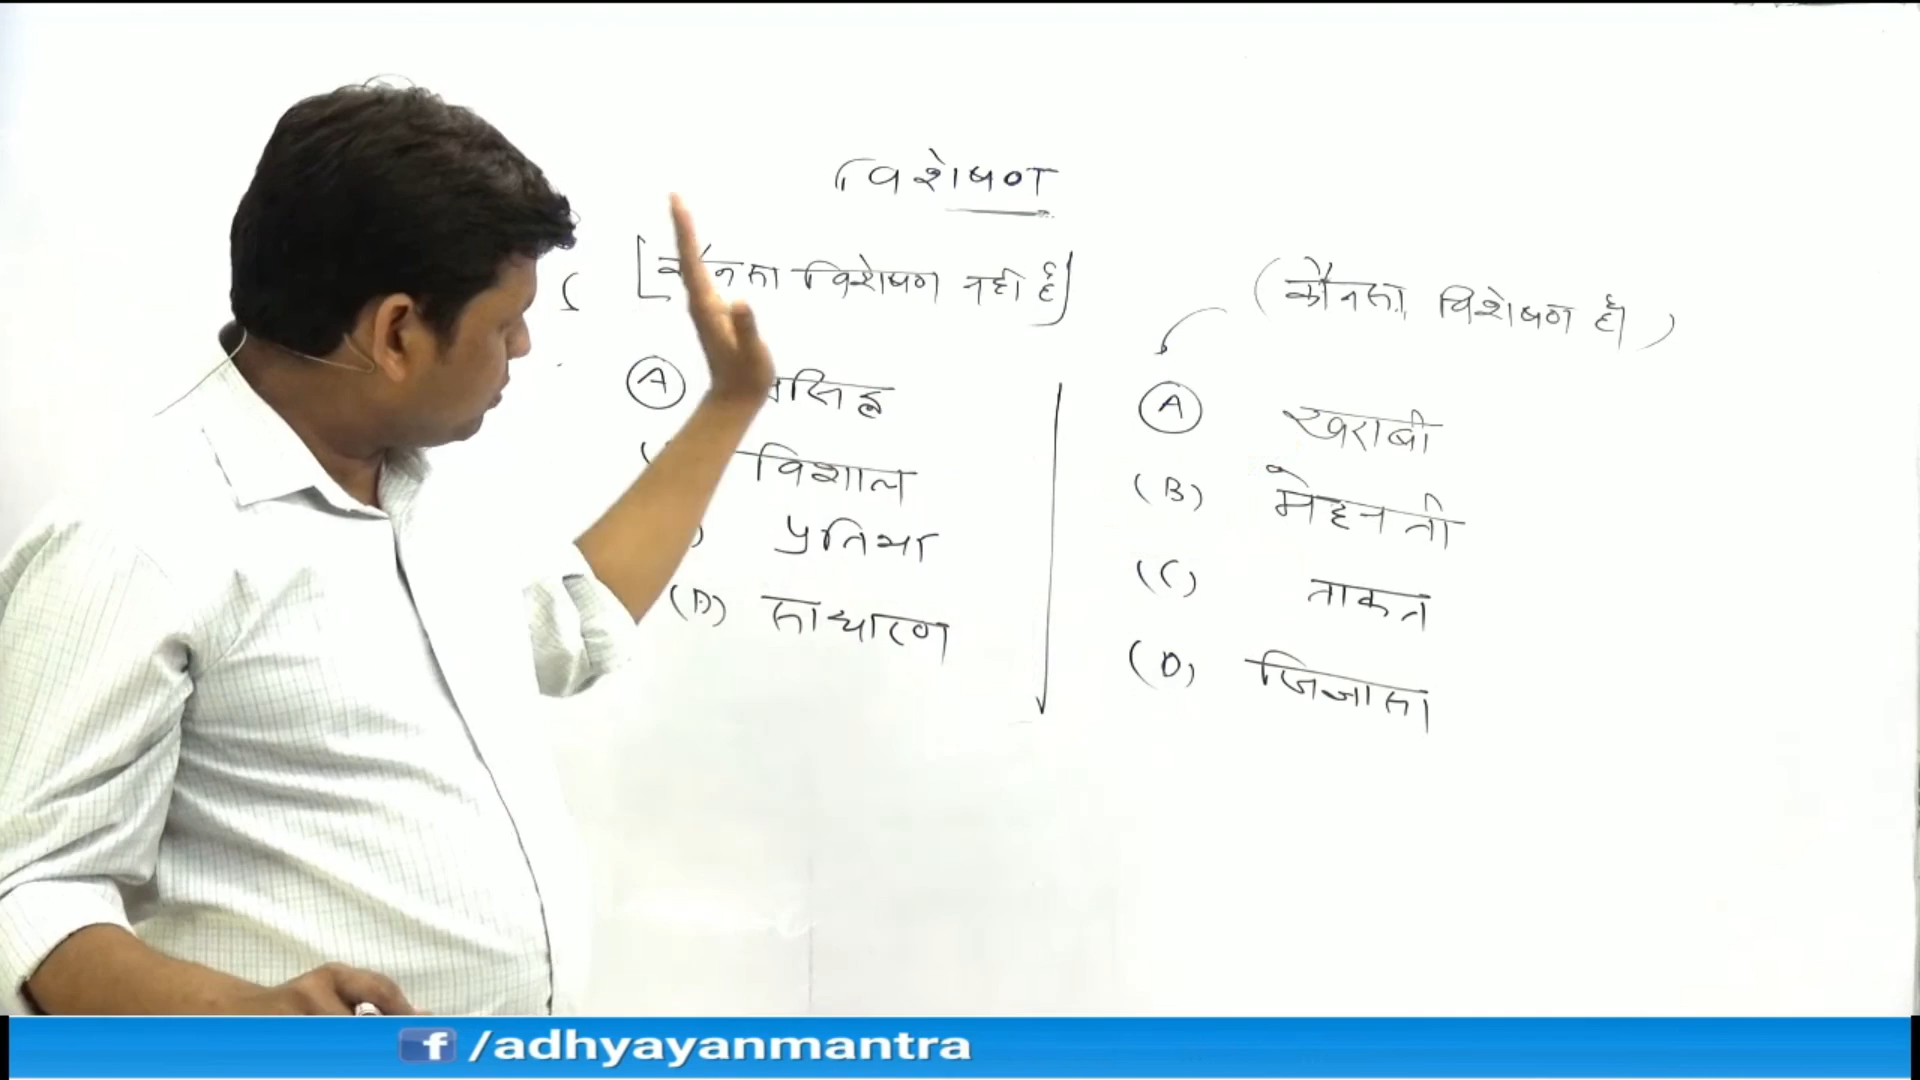 विशेषण
[कौनसा विशेषण नही है]
(A)
विशाल
प्रतिभा
(D) साधारण
(कौनसा विशेषण है)
(A) खराबी
(B) मेहनती
(C) ताकत
(D) जिज्ञासा
f /adhyayanmantra